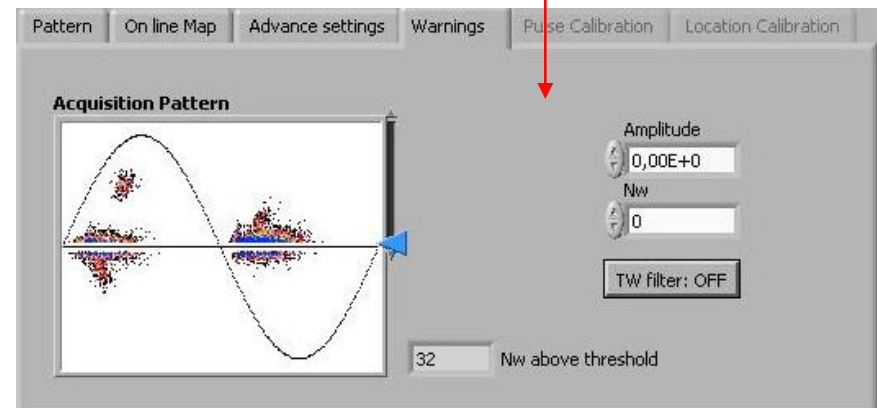 Pattern On line Map Advance settings Warnings Pulse Calibration Location Calibration
Acquisition Pattern
Amplitude
0,00E+0
Nw
0
TW filter: OFF
32 Nw above threshold